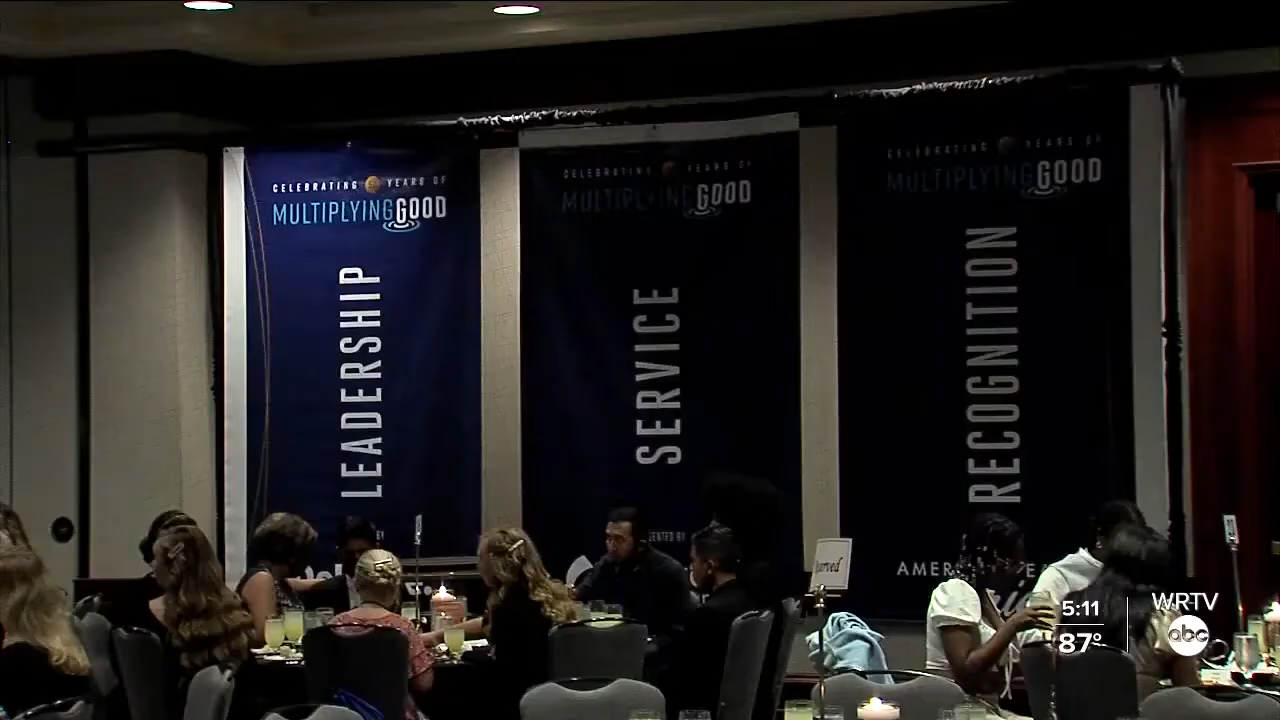 CELEBRATING YEARS OF
MULTIPLYINGGOOD
LEADERSHIP
CELEBRATING YEARS OF
MULTIPLYINGGOOD
SERVICE
CELEBRATING YEARS OF
MULTIPLYINGGOOD
RECOGNITION
5:11
87°
WRTV
abc